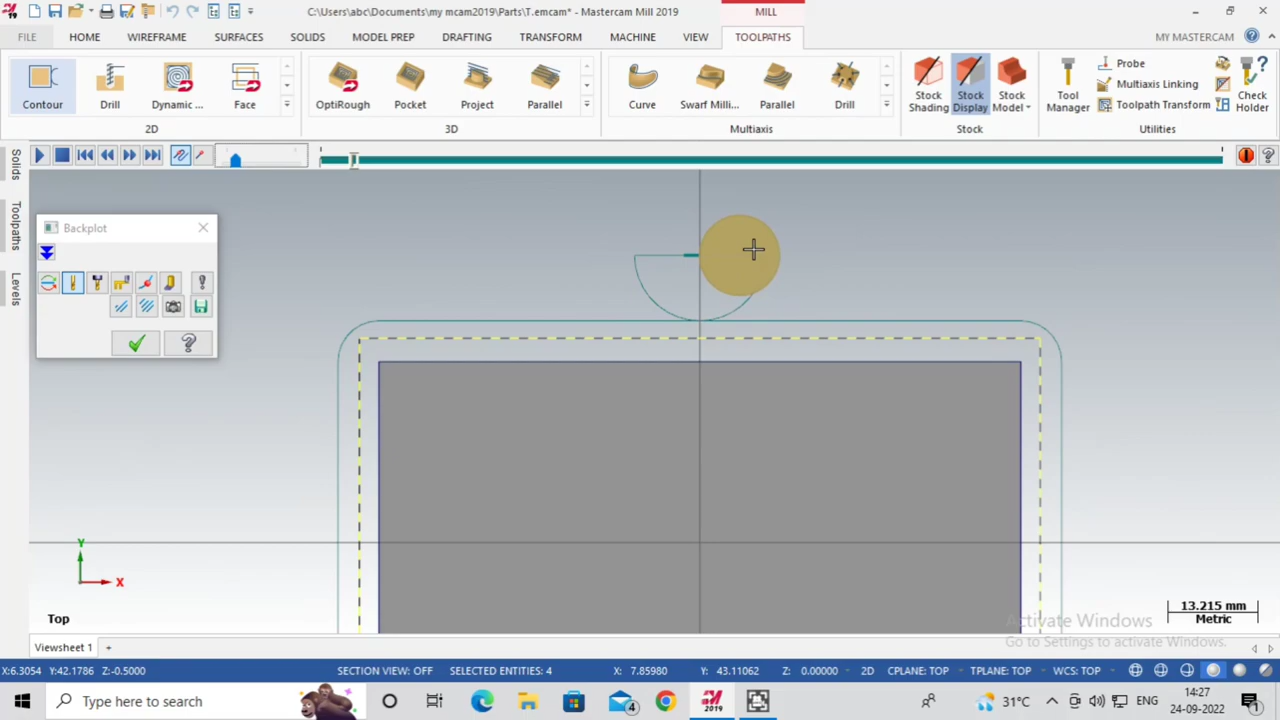 C:\Users\abc\Documents\my mcam2019\Parts\T.emcam* - Mastercam Mill 2019
MILL
19
FILE
HOME
WIREFRAME
SURFACES
SOLIDS
MODEL PREP
DRAFTING
TRANSFORM
MACHINE
VIEW
TOOLPATHS
MY MASTERCAM
Contour
Drill
Dynamic ...
Face
OptiRough
Pocket
Project
Parallel
Curve
Swarf Milli...
Parallel
Drill
Stock Shading
Stock Display
Stock Model
Tool Manager
Probe
Multiaxis Linking
Toolpath Transform
Check Holder
2D
3D
Multiaxis
Stock
Utilities
Solids
Toolpaths
Levels
Backplot
Y
X
Top
13.215 mm
Metric
Activate Windows
Go to Settings to activate Windows.
Viewsheet 1
+
X:6.3054 Y:42.1786 Z:-0.5000
SECTION VIEW: OFF
SELECTED ENTITIES: 4
X: 7.85980
Y: 43.11062
Z: 0.00000
2D
CPLANE: TOP
TPLANE: TOP
WCS: TOP
Type here to search
4
2019
31°C
ENG
14:27
24-09-2022
1